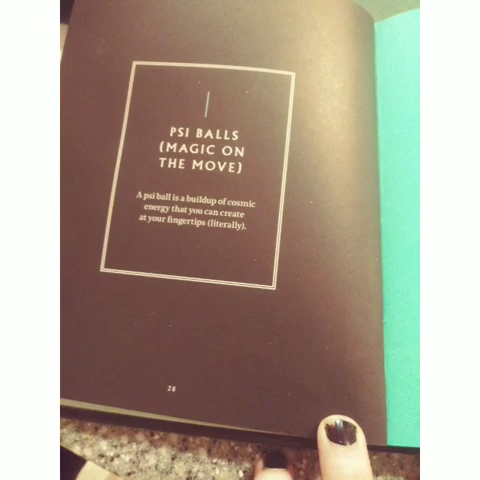 PSI BALLS
(MAGIC ON
THE MOVE)
A psi ball is a buildup of cosmic
energy that you can create
at your fingertips (literally).
28